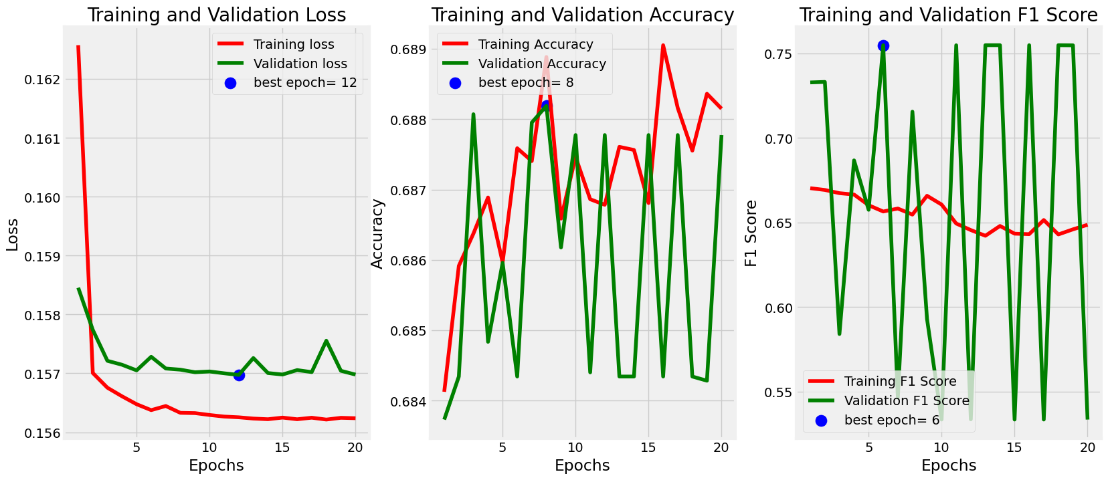 Training and Validation Loss
Training loss
Validation loss
best epoch= 12
0.162
0.161
0.160
0.159
0.158
0.157
0.156
Loss
5
10
15
20
Epochs
Training and Validation Accuracy
Training Accuracy
Validation Accuracy
best epoch= 8
0.689
0.688
0.687
0.686
0.685
0.684
Accuracy
5
10
15
20
Epochs
Training and Validation F1 Score
0.75
0.70
0.65
0.60
0.55
F1 Score
Training F1 Score
Validation F1 Score
best epoch= 6
5
10
15
20
Epochs